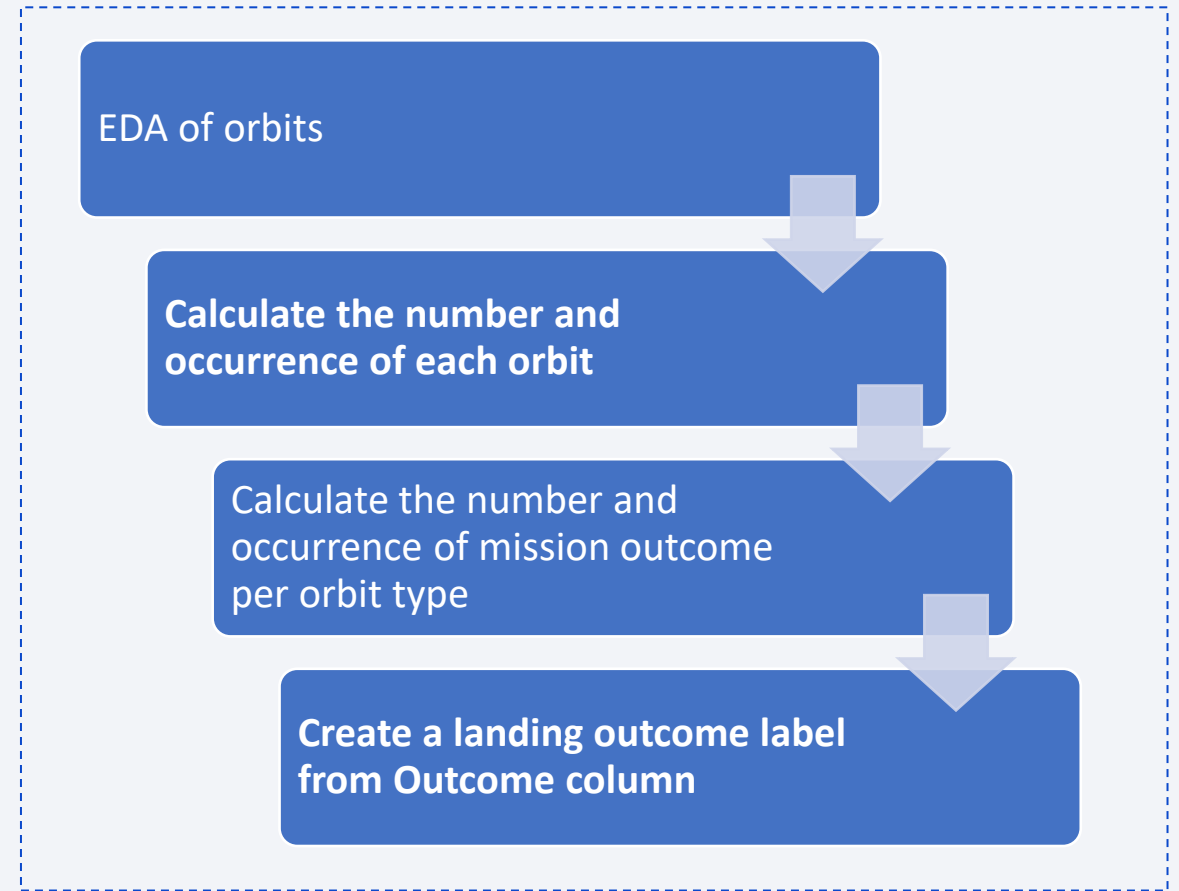 EDA of orbits
Calculate the number and
occurrence of each orbit
Calculate the number and
occurrence of mission outcome
per orbit type
Create a landing outcome label
from Outcome column